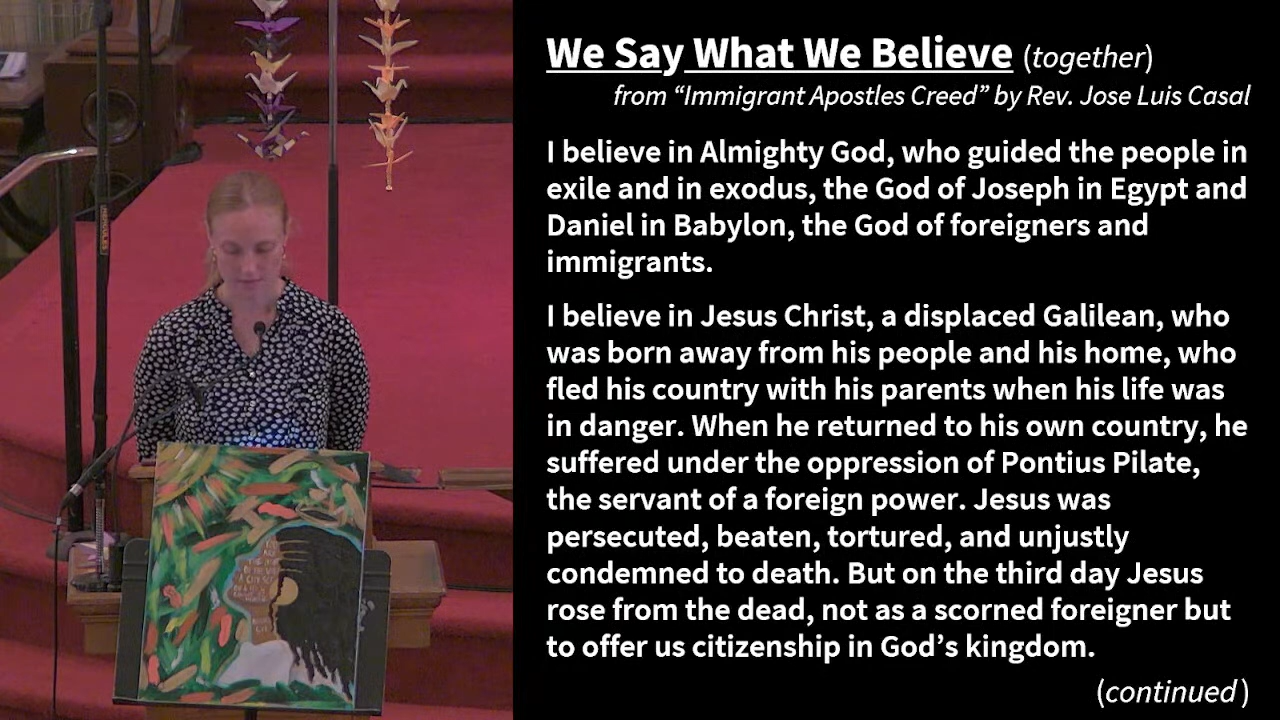 We Say What We Believe (together)
from “Immigrant Apostles Creed” by Rev. Jose Luis Casal
I believe in Almighty God, who guided the people in
exile and in exodus, the God of Joseph in Egypt and
Daniel in Babylon, the God of foreigners and
immigrants.
I believe in Jesus Christ, a displaced Galilean, who
was born away from his people and his home, who
fled his country with his parents when his life was
in danger. When he returned to his own country, he
suffered under the oppression of Pontius Pilate,
the servant of a foreign power. Jesus was
persecuted, beaten, tortured, and unjustly
condemned to death. But on the third day Jesus
rose from the dead, not as a scorned foreigner but
to offer us citizenship in God’s kingdom.
(continued)